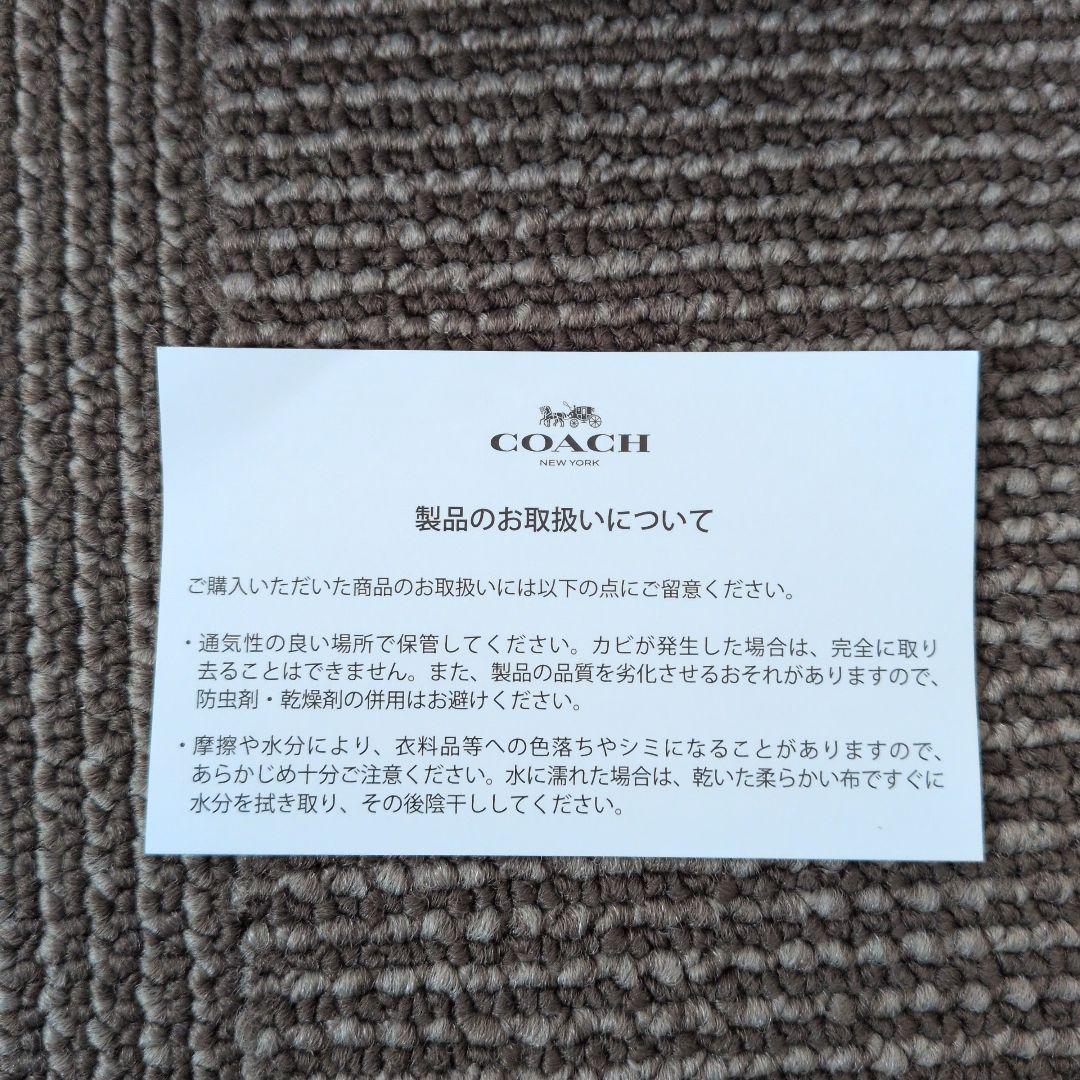 COACH
NEW YORK
製品のお取扱いについて
ご購入いただいた商品のお取扱いには以下の点にご留意ください。
・通気性の良い場所で保管してください。カビが発生した場合は、完全に取り
去ることはできません。また、製品の品質を劣化させるおそれがありますので、
防虫剤・乾燥剤の併用はお避けください。
・摩擦や水分により、衣料品等への色落ちやシミになることがありますので、
あらかじめ十分ご注意ください。水に濡れた場合は、乾いた柔らかい布ですぐに
水分を拭き取り、その後陰干ししてください。